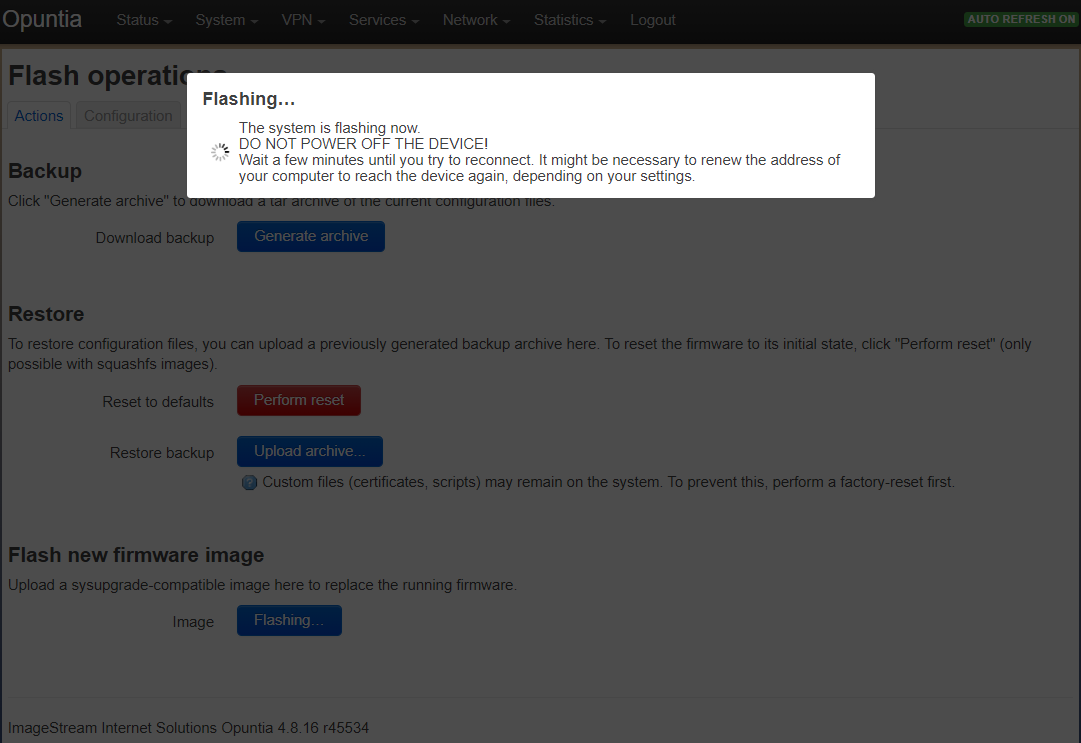 Opuntia Status System VPN Services Network Statistics Logout AUTO REFRESH ON
Flash operations
Actions Configuration
Flashing…
The system is flashing now.
DO NOT POWER OFF THE DEVICE!
Wait a few minutes until you try to reconnect. It might be necessary to renew the address of
your computer to reach the device again, depending on your settings.
Backup
Click "Generate archive" to download a tar archive of the current configuration files.
Download backup Generate archive
Restore
To restore configuration files, you can upload a previously generated backup archive here. To reset the firmware to its initial state, click "Perform reset" (only
possible with squashfs images).
Reset to defaults Perform reset
Restore backup Upload archive...
Custom files (certificates, scripts) may remain on the system. To prevent this, perform a factory-reset first.
Flash new firmware image
Upload a sysupgrade-compatible image here to replace the running firmware.
Image Flashing…
ImageStream Internet Solutions Opuntia 4.8.16 r45534